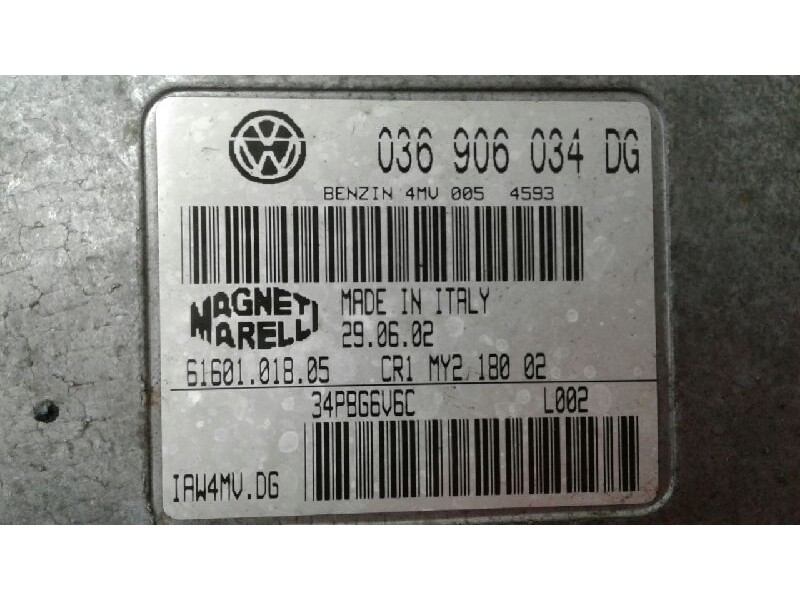 036 906 034 DG
BENZIN 4MV 005 4593
MAGNETI MARELLI
MADE IN ITALY
29.06.02
61601.018.05 CR1 MY2 180 02
34PBG6V6C L002
IAW4MV.DG